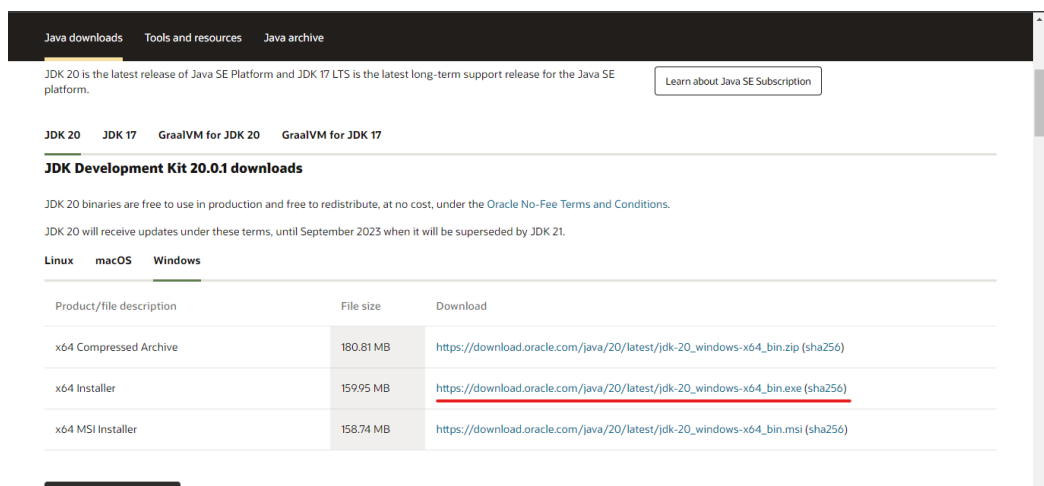 Java downloads Tools and resources Java archive
JDK 20 is the latest release of Java SE Platform and JDK 17 LTS is the latest long-term support release for the Java SE
platform.
Learn about Java SE Subscription
JDK 20 JDK 17 GraalVM for JDK 20 GraalVM for JDK 17
JDK Development Kit 20.0.1 downloads
JDK 20 binaries are free to use in production and free to redistribute, at no cost, under the Oracle No-Fee Terms and Conditions.
JDK 20 will receive updates under these terms, until September 2023 when it will be superseded by JDK 21.
Linux macOS Windows
Product/file description File size Download
x64 Compressed Archive 180.81 MB https://download.oracle.com/java/20/latest/jdk-20_windows-x64_bin.zip (sha256)
x64 Installer 159.95 MB https://download.oracle.com/java/20/latest/jdk-20_windows-x64_bin.exe (sha256)
x64 MSI Installer 158.74 MB https://download.oracle.com/java/20/latest/jdk-20_windows-x64_bin.msi (sha256)